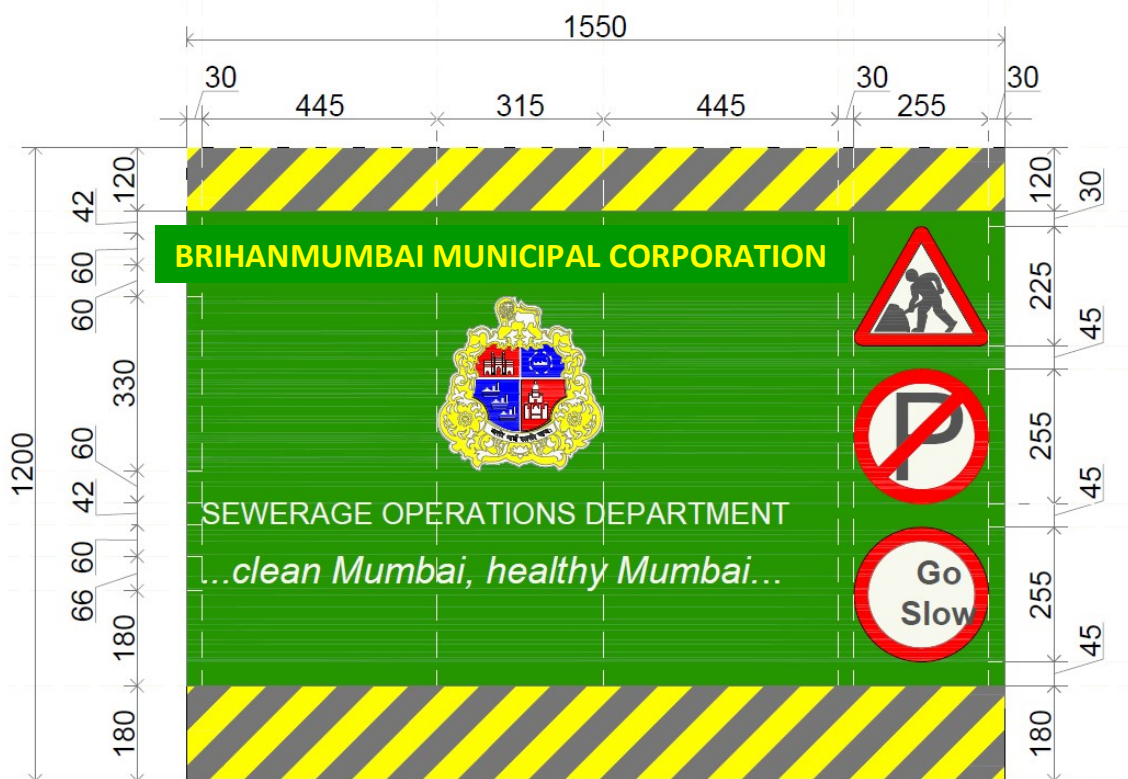 1550
30 445 315 445 30 255 30
120 42 60 60 330 60 42 60 66 180 180
1200
120 30 225 45 255 45 255 45 180
BRIHANMUMBAI MUNICIPAL CORPORATION
SEWERAGE OPERATIONS DEPARTMENT
...clean Mumbai, healthy Mumbai...
P
Go
Slow